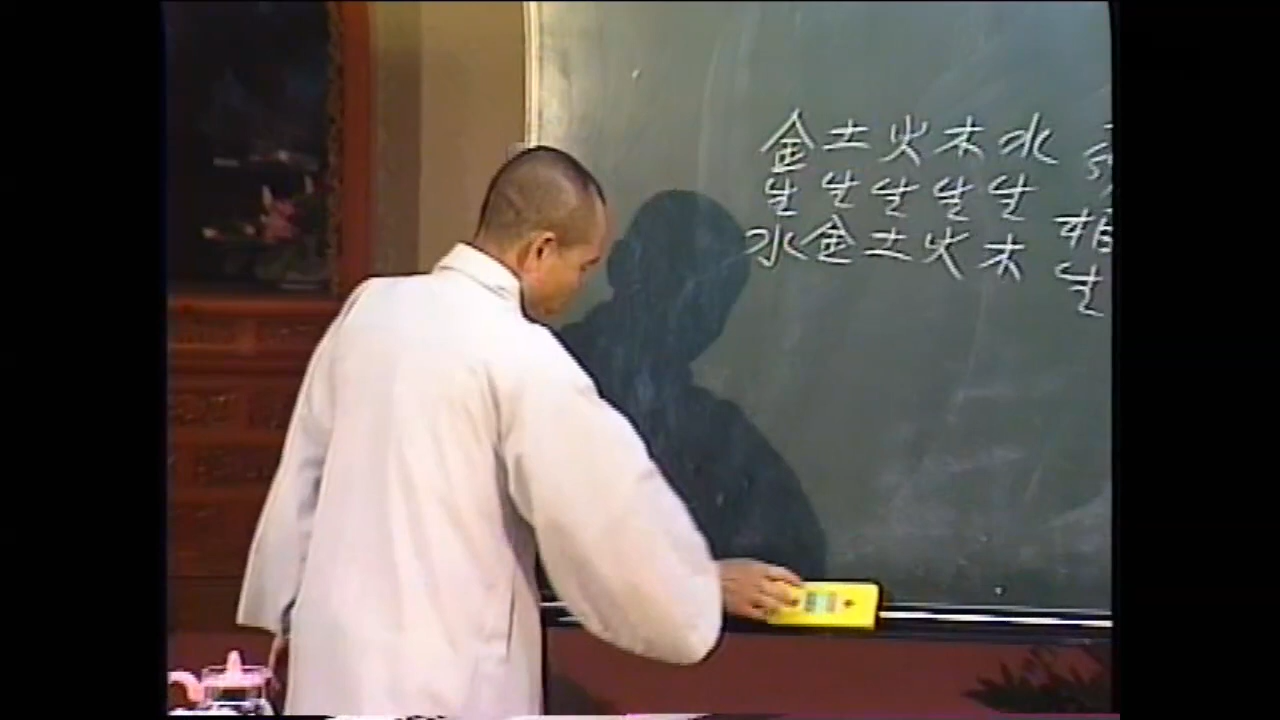 相生
水生木
木生火
火生土
土生金
金生水